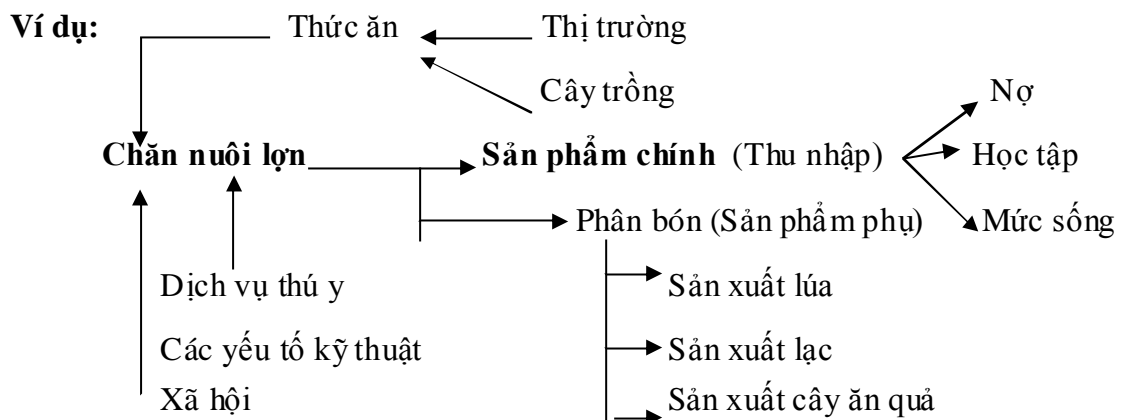 Ví dụ: Thức ăn Thị trường
Cây trồng Nợ
Chăn nuôi lợn Sản phẩm chính (Thu nhập) Học tập
Phân bón (Sản phẩm phụ) Mức sống
Dịch vụ thú y Sản xuất lúa
Các yếu tố kỹ thuật Sản xuất lạc
Xã hội Sản xuất cây ăn quả